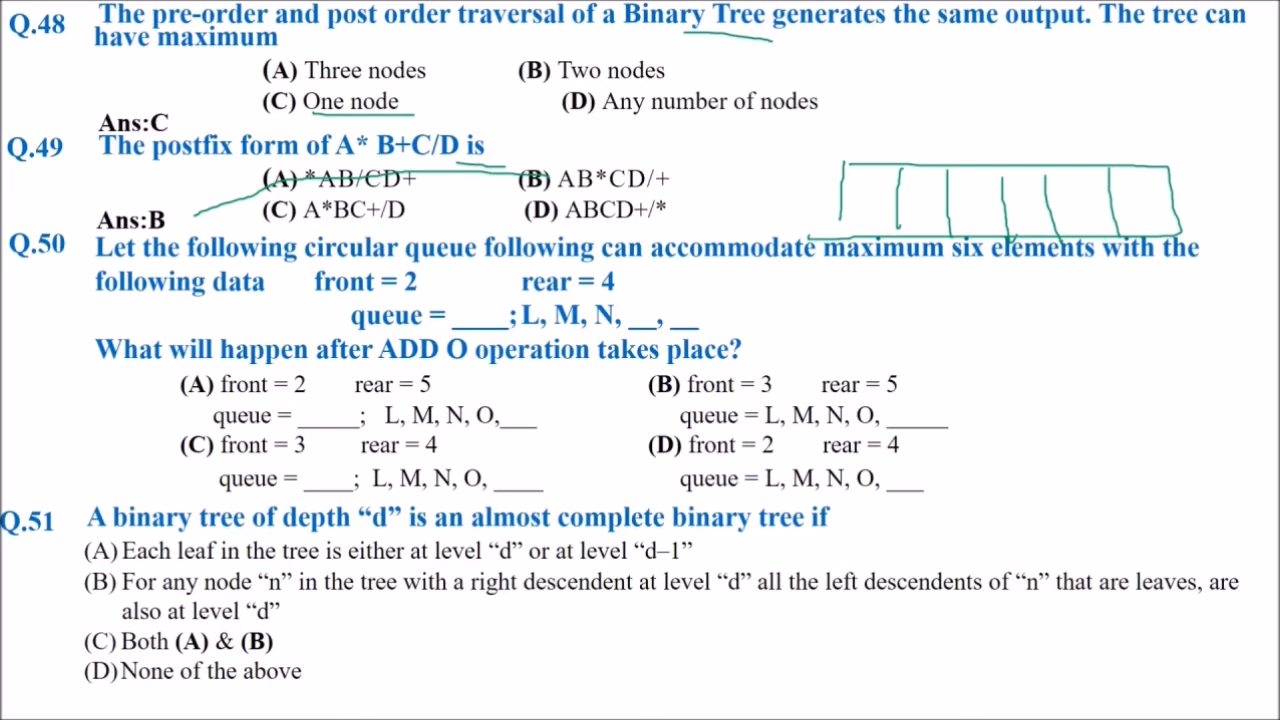 Q.48 The pre-order and post order traversal of a Binary Tree generates the same output. The tree can
have maximum
(A) Three nodes (B) Two nodes
(C) One node (D) Any number of nodes
Ans:C
Q.49 The postfix form of A* B+C/D is
(A) *AB/CD+ (B) AB*CD/+
(C) A*BC+/D (D) ABCD+/*
Ans:B
Q.50 Let the following circular queue following can accommodate maximum six elements with the
following data front = 2 rear = 4
queue = ____; L, M, N, __, __
What will happen after ADD O operation takes place?
(A) front = 2 rear = 5 (B) front = 3 rear = 5
queue = _____; L, M, N, O,___ queue = L, M, N, O, _____
(C) front = 3 rear = 4 (D) front = 2 rear = 4
queue = ____; L, M, N, O, ____ queue = L, M, N, O, ___
Q.51 A binary tree of depth “d” is an almost complete binary tree if
(A) Each leaf in the tree is either at level “d” or at level “d–1”
(B) For any node “n” in the tree with a right descendent at level “d” all the left descendents of “n” that are leaves, are
also at level “d”
(C) Both (A) & (B)
(D) None of the above